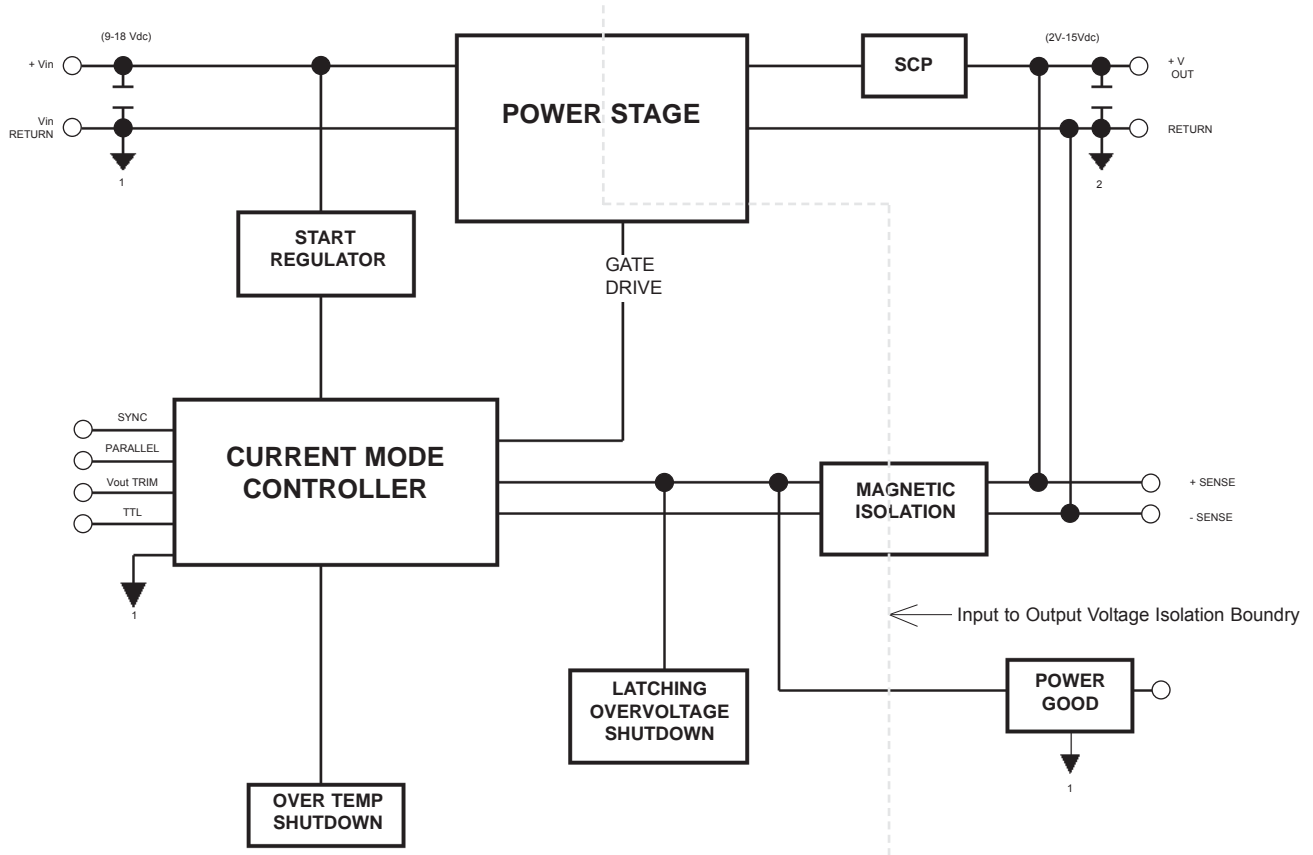 (9-18 Vdc)
(2V-15Vdc)
+ Vin
SCP
+ V
OUT
POWER STAGE
Vin
RETURN
RETURN
1
2
START
REGULATOR
GATE
DRIVE
SYNC
PARALLEL
Vout TRIM
TTL
CURRENT MODE
CONTROLLER
MAGNETIC
ISOLATION
+ SENSE
- SENSE
1
Input to Output Voltage Isolation Boundry
LATCHING
OVERVOLTAGE
SHUTDOWN
POWER
GOOD
1
OVER TEMP
SHUTDOWN